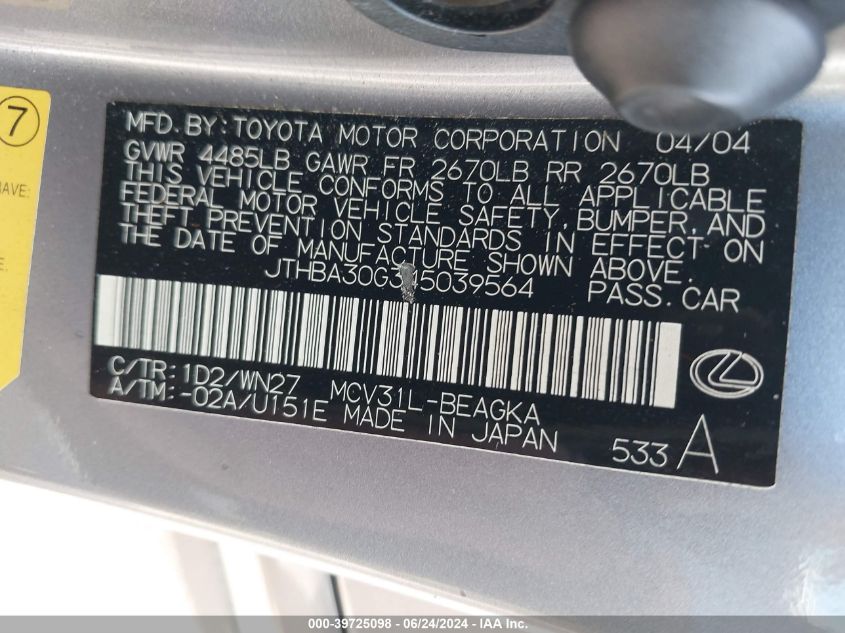 7
AVE:
MFD. BY: TOYOTA MOTOR CORPORATION 04/04
GVWR 4485LB GAWR FR 2670LB RR 2670LB
THIS VEHICLE CONFORMS TO ALL APPLICABLE
FEDERAL MOTOR VEHICLE SAFETY, BUMPER, AND
THEFT PREVENTION STANDARDS IN EFFECT ON
THE DATE OF MANUFACTURE SHOWN ABOVE.
JTHBA30G345039564 PASS. CAR
C/TR: 1D2/WN27 MCV31L-BEAGKA
A/TM: -02A/U151E MADE IN JAPAN
533 A
000-39725098 - 06/24/2024 - IAA Inc.